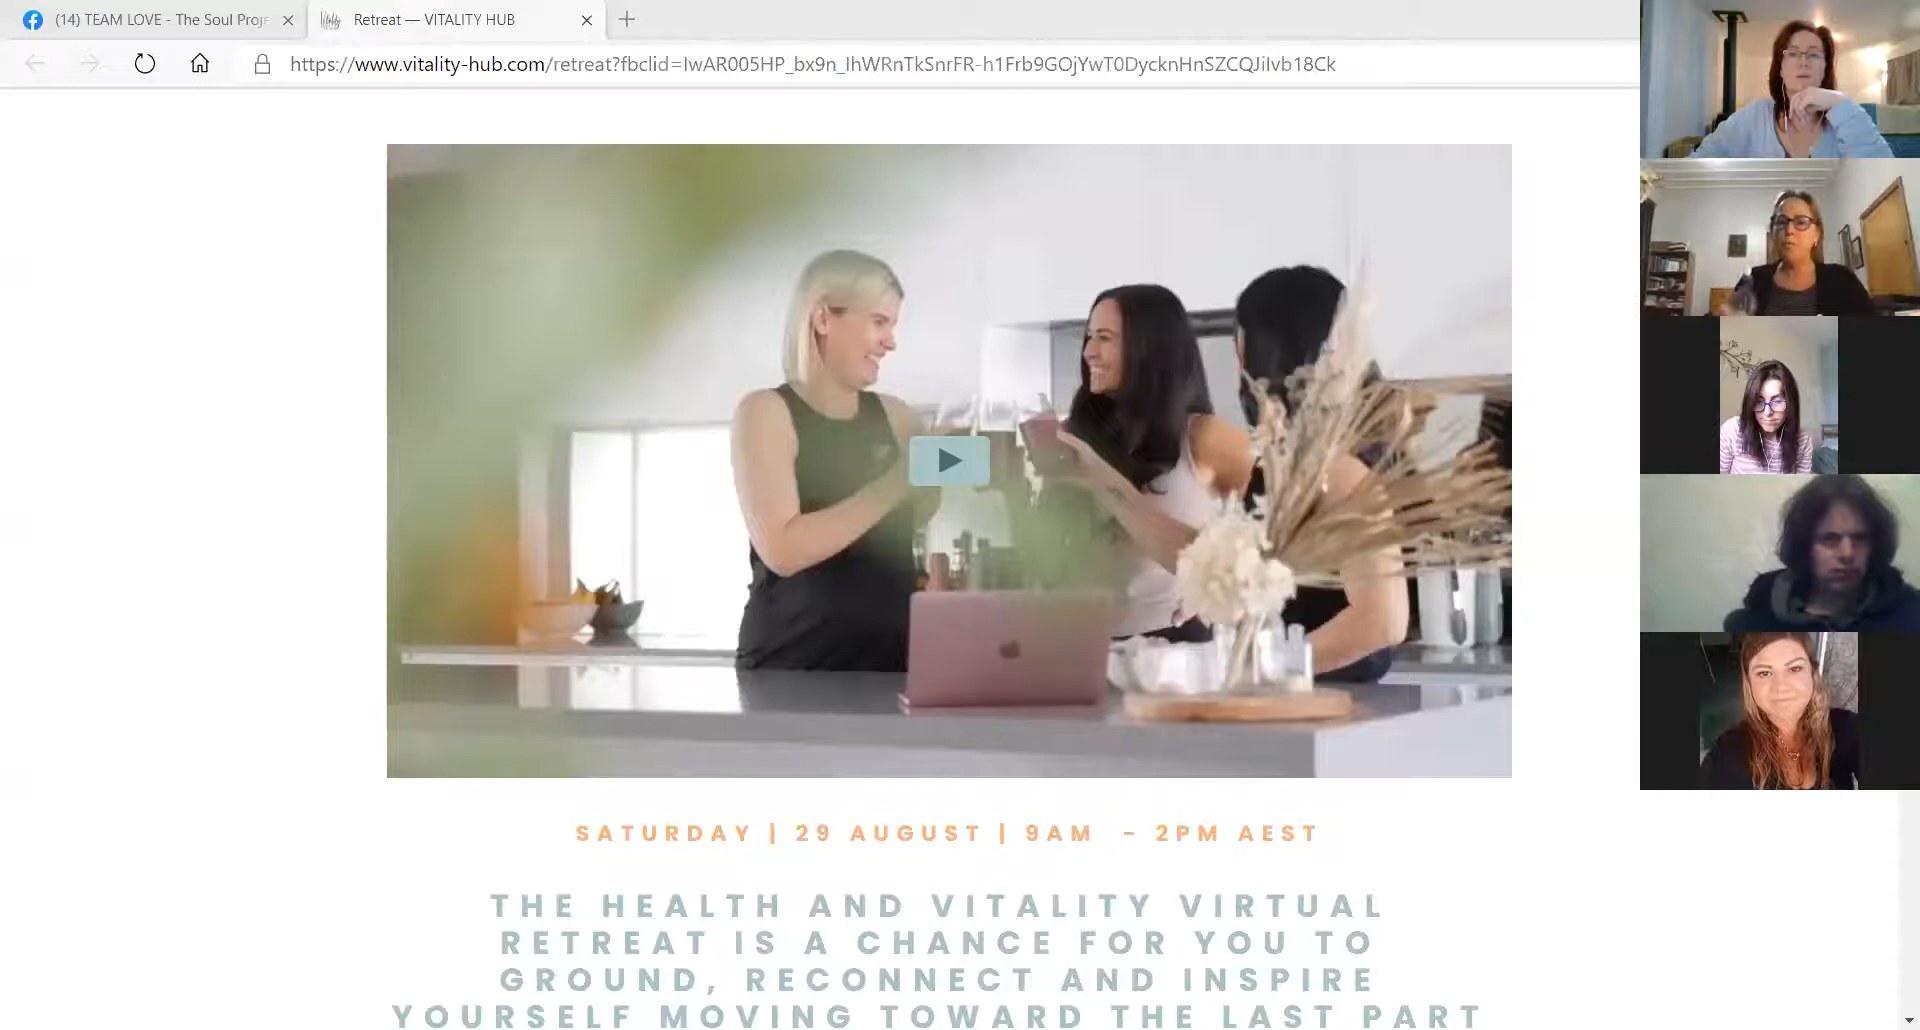 (14) TEAM LOVE - The Soul Proje
Retreat — VITALITY HUB
https://www.vitality-hub.com/retreat?fbclid=IwAR005HP_bx9n_IhWRnTkSnrFR-h1Frb9GOjYwT0DycknHnSZCQJiIvb18Ck
SATURDAY | 29 AUGUST | 9AM - 2PM AEST
THE HEALTH AND VITALITY VIRTUAL
RETREAT IS A CHANCE FOR YOU TO
GROUND, RECONNECT AND INSPIRE
YOURSELF MOVING TOWARD THE LAST PART